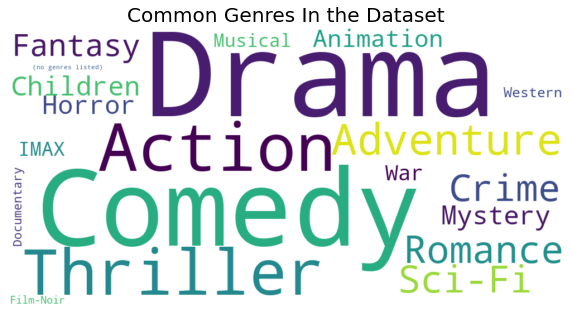 Common Genres In the Dataset
Fantasy
Musical
Animation
Drama
(no genres listed)
Children
Western
Horror
Action
Adventure
IMAX
War
Documentary
Comedy
Crime
Mystery
Romance
Thriller
Sci-Fi
Film-Noir